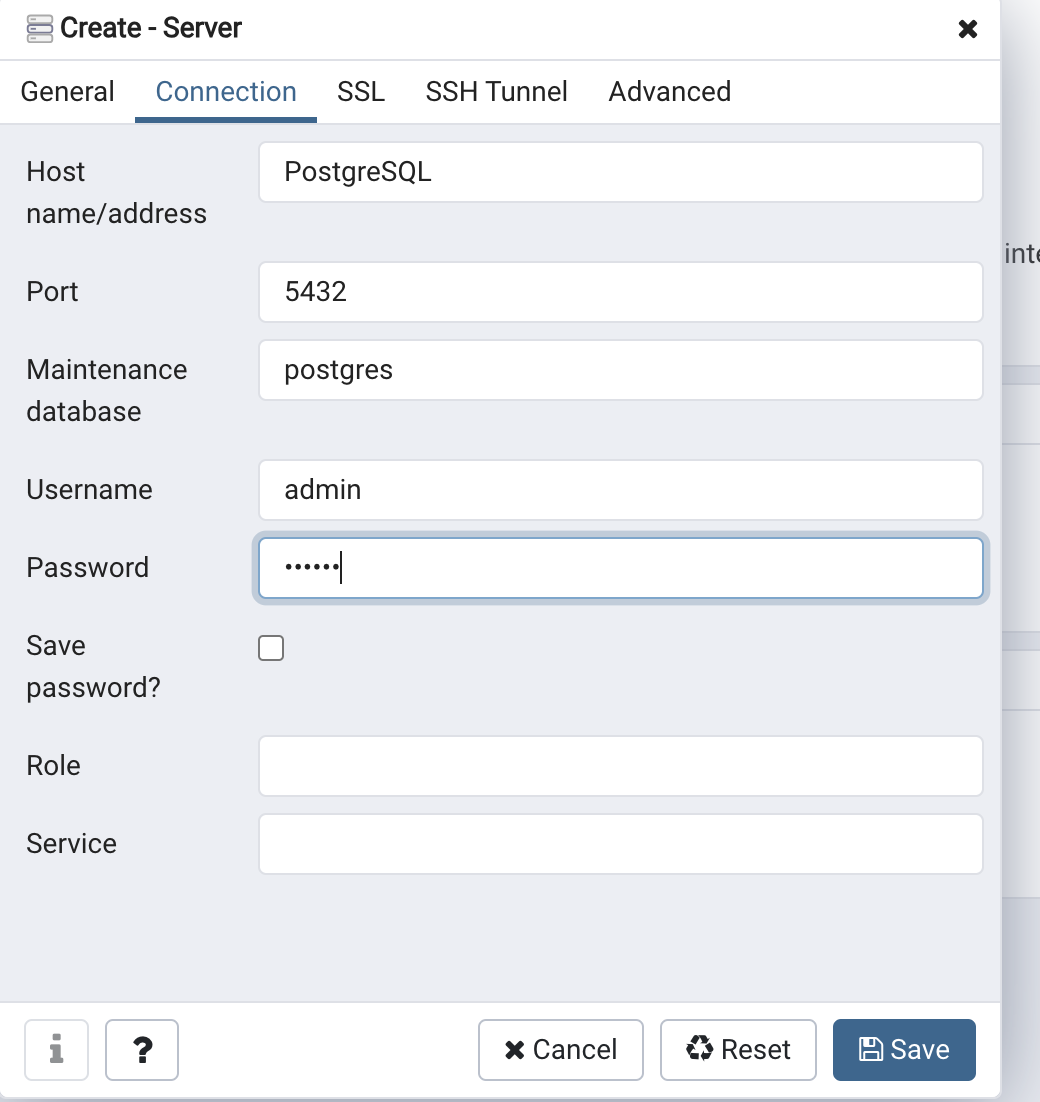 Create - Server
General Connection SSL SSH Tunnel Advanced
Host
name/address
PostgreSQL
Port
5432
Maintenance
database
postgres
Username
admin
Password
••••••
Save
password?
Role
Service
? Cancel Reset Save